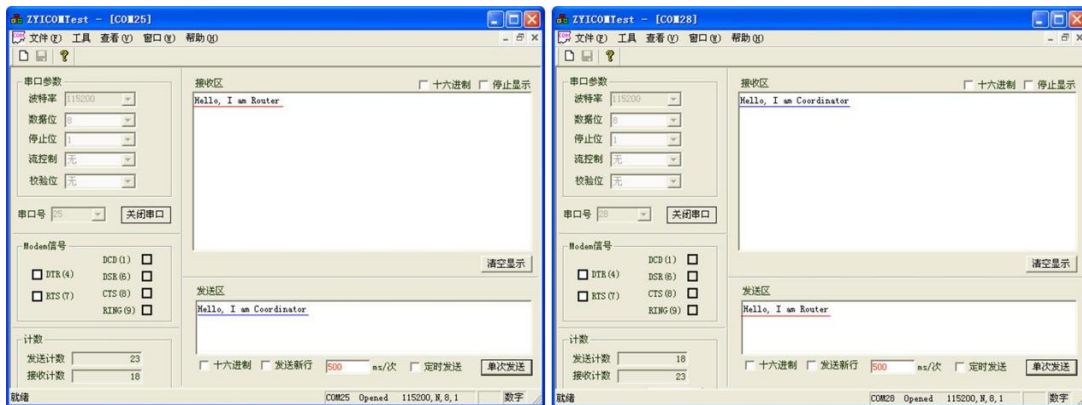 ZYICOMTest - [COM25]
文件(F) 工具 查看(V) 窗口(W) 帮助(H)
串口参数
波特率 115200
数据位 8
停止位 1
流控制 无
校验位 无
串口号 25 关闭串口
Modem信号
DCD(1)
DTR(4) DSR(6)
RTS(7) CTS(8)
RING(9)
计数
发送计数 23
接收计数 18
接收区 十六进制 停止显示
Hello, I am Router
清空显示
发送区
Hello, I am Coordinator
十六进制 发送新行 500 ms/次 定时发送 单次发送
就绪 COM25 Opened 115200,N,8,1 数字
ZYICOMTest - [COM28]
文件(F) 工具 查看(V) 窗口(W) 帮助(H)
串口参数
波特率 115200
数据位 8
停止位 1
流控制 无
校验位 无
串口号 28 关闭串口
Modem信号
DCD(1)
DTR(4) DSR(6)
RTS(7) CTS(8)
RING(9)
计数
发送计数 18
接收计数 23
接收区 十六进制 停止显示
Hello, I am Coordinator
清空显示
发送区
Hello, I am Router
十六进制 发送新行 500 ms/次 定时发送 单次发送
就绪 COM28 Opened 115200,N,8,1 数字